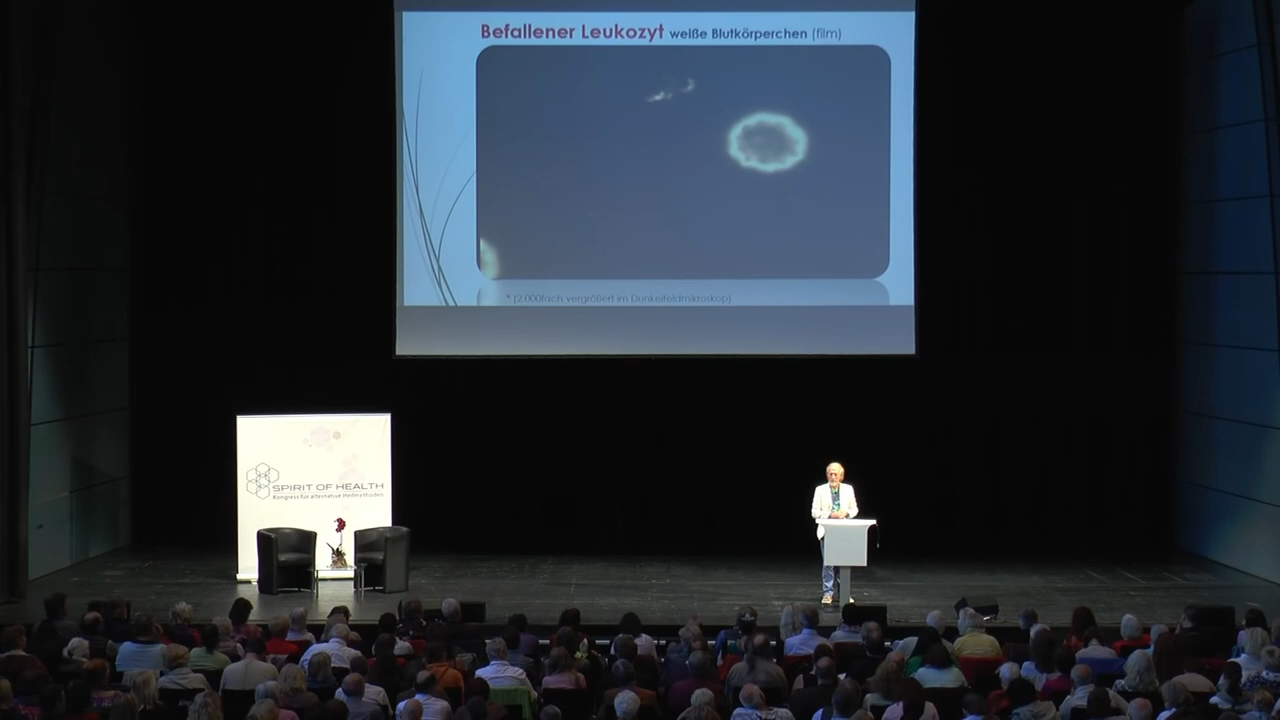 Befallener Leukozyt weiße Blutkörperchen (film)
* (2.000fach vergrößert im Dunkelfeldmikroskop)
SPIRIT OF HEALTH
Kongress für alternative Heilmethoden